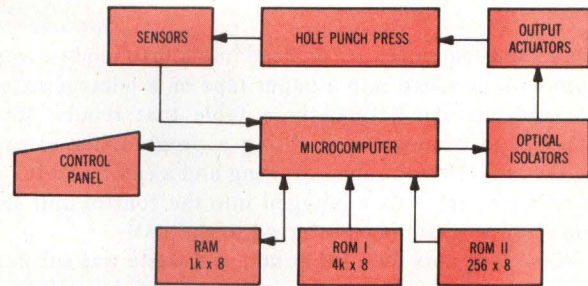 SENSORS
HOLE PUNCH PRESS
OUTPUT
ACTUATORS
CONTROL
PANEL
MICROCOMPUTER
OPTICAL
ISOLATORS
RAM
1k x 8
ROM I
4k x 8
ROM II
256 x 8